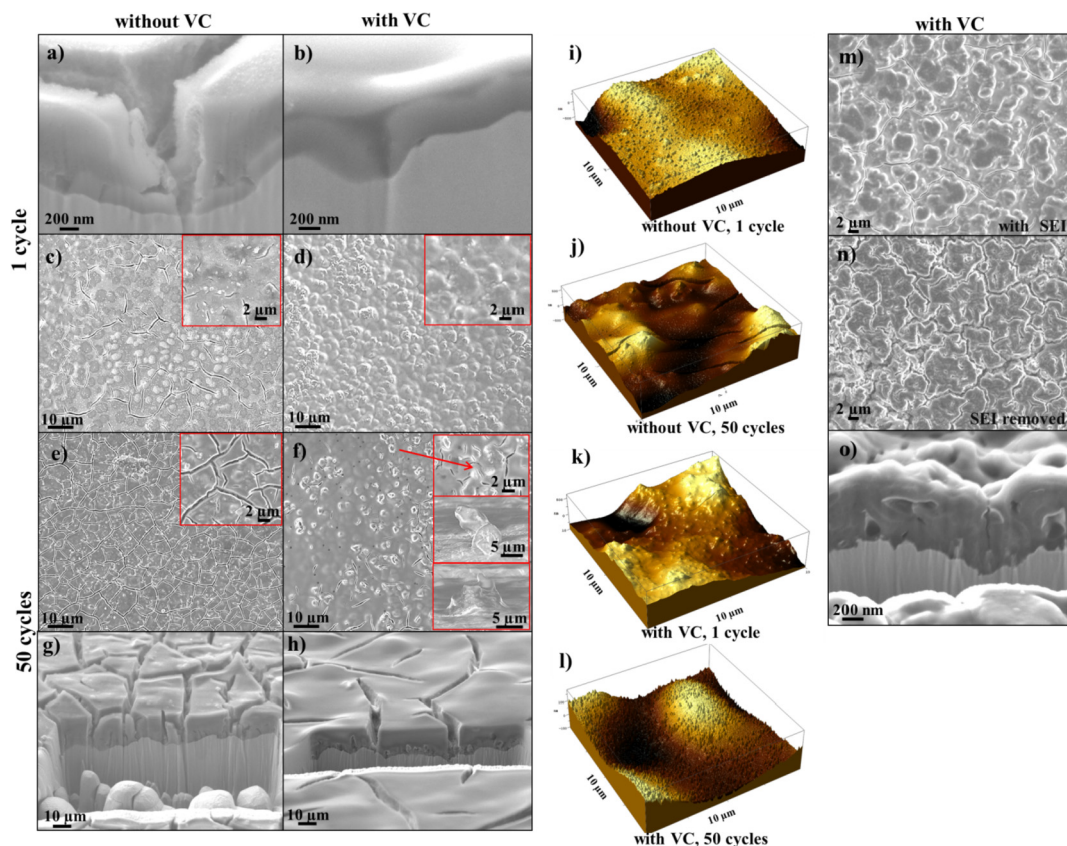 without VC
with VC
with VC
1 cycle
50 cycles
a)
200 nm
b)
200 nm
c)
2 µm
10 µm
d)
2 µm
10 µm
e)
2 µm
10 µm
f)
2 µm
5 µm
5 µm
10 µm
g)
10 µm
h)
10 µm
i)
10 µm
10 µm
without VC, 1 cycle
j)
10 µm
10 µm
without VC, 50 cycles
k)
10 µm
10 µm
with VC, 1 cycle
l)
10 µm
10 µm
with VC, 50 cycles
m)
2 µm
with SEI
n)
2 µm
SEI removed
o)
200 nm